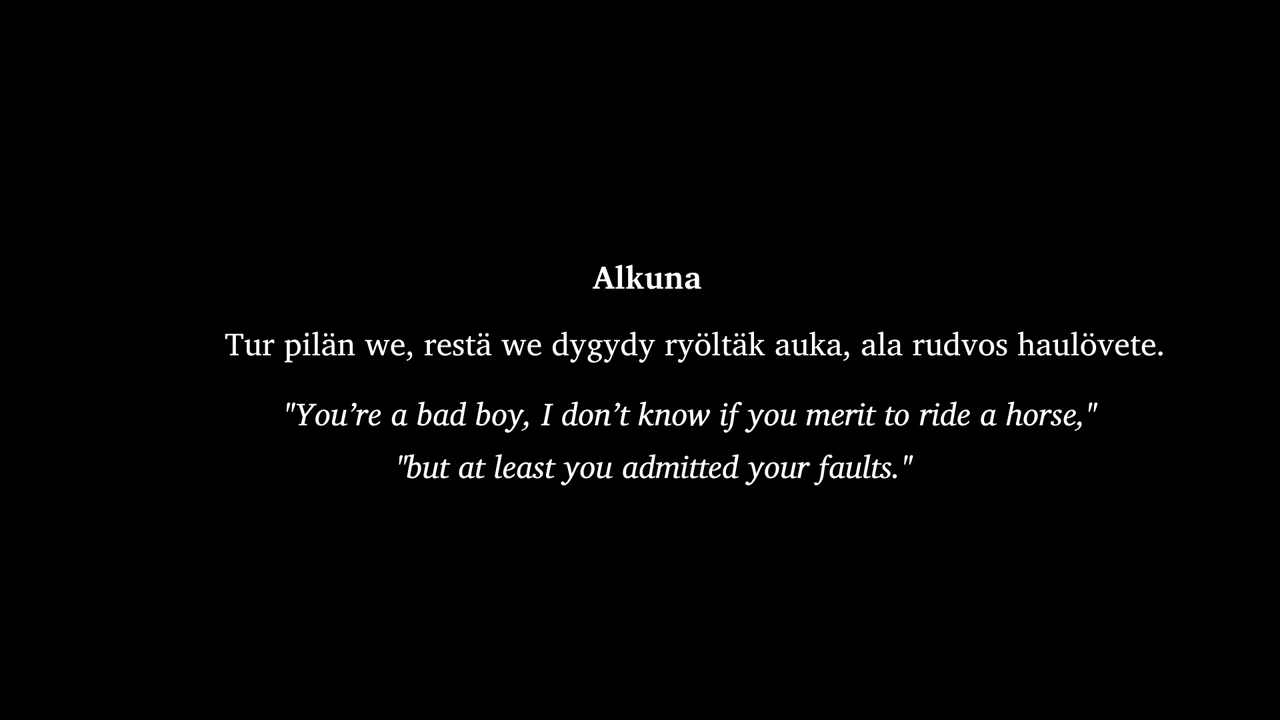 Alkuna
Tur pilän we, restä we dygydy ryöltäk auka, ala rudvos haulövete.
"You’re a bad boy, I don’t know if you merit to ride a horse,"
"but at least you admitted your faults."